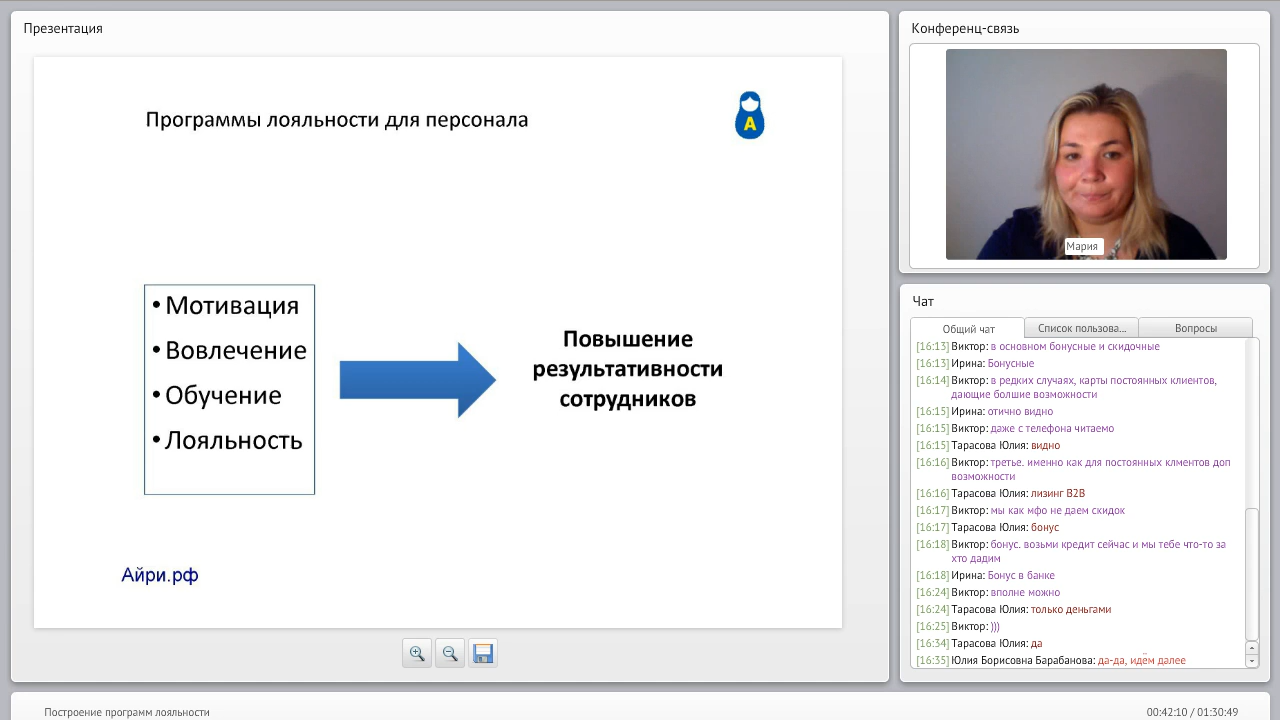 Презентация
Программы лояльности для персонала
А
• Мотивация
• Вовлечение
• Обучение
• Лояльность
Повышение
результативности
сотрудников
Айри.рф
Конференц-связь
Мария
Чат
Общий чат
Список пользова...
Вопросы
[16:13] Виктор: в основном бонусные и скидочные
[16:13] Ирина: Бонусные
[16:14] Виктор: в редких случаях, карты постоянных клиентов,
дающие болшие возможности
[16:15] Ирина: отично видно
[16:15] Виктор: даже с телефона читаемо
[16:15] Тарасова Юлия: видно
[16:16] Виктор: третье. именно как для постоянных клментов доп
возможности
[16:16] Тарасова Юлия: лизинг В2В
[16:17] Виктор: мы как мфо не даем скидок
[16:17] Тарасова Юлия: бонус
[16:18] Виктор: бонус. возьми кредит сейчас и мы тебе что-то за
хто дадим
[16:18] Ирина: Бонус в банке
[16:24] Виктор: вполне можно
[16:24] Тарасова Юлия: только деньгами
[16:25] Виктор: )))
[16:34] Тарасова Юлия: да
[16:35] Юлия Борисовна Барабанова: да-да, идём далее
Построение программ лояльности
00:42:10 / 01:30:49